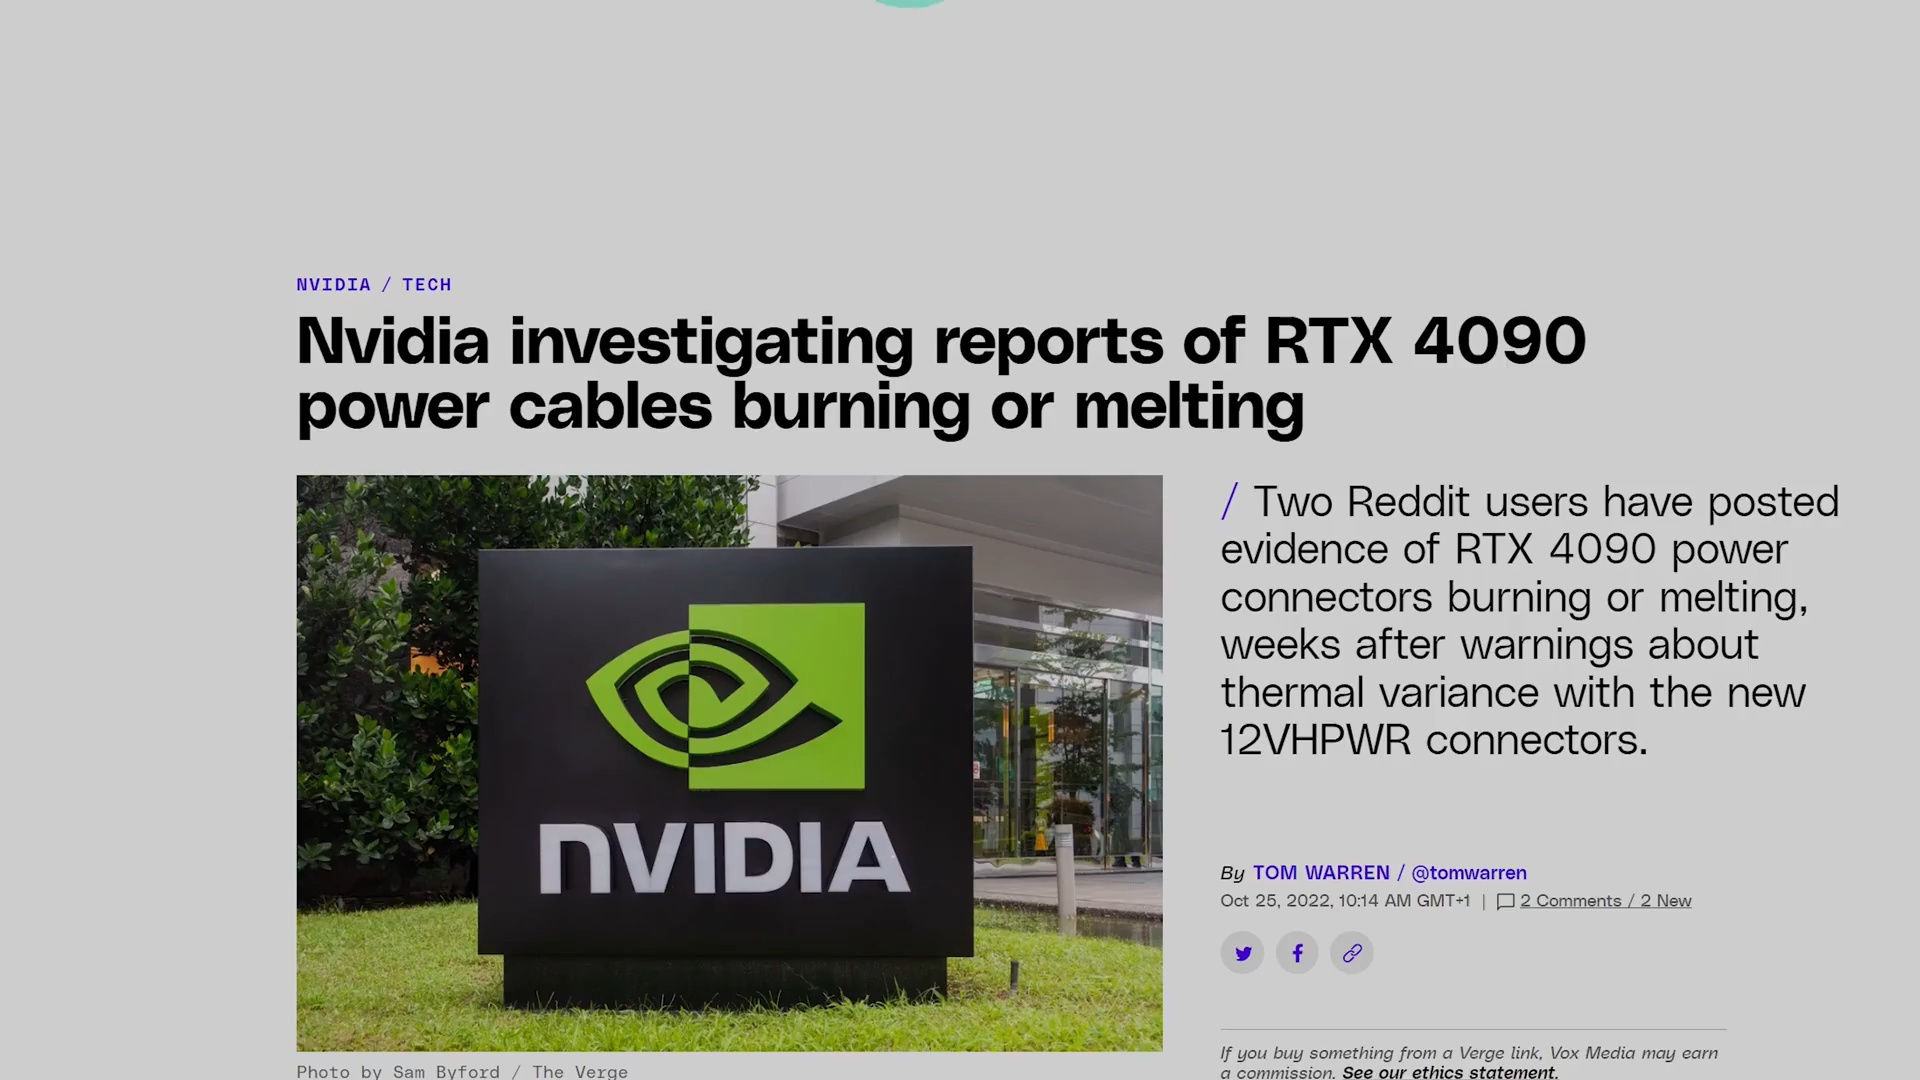 NVIDIA / TECH
Nvidia investigating reports of RTX 4090
power cables burning or melting
/ Two Reddit users have posted
evidence of RTX 4090 power
connectors burning or melting,
weeks after warnings about
thermal variance with the new
12VHPWR connectors.
NVIDIA
By TOM WARREN / @tomwarren
Oct 25, 2022, 10:14 AM GMT+1 | 2 Comments / 2 New
If you buy something from a Verge link, Vox Media may earn
a commission. See our ethics statement.
Photo by Sam Byford / The Verge